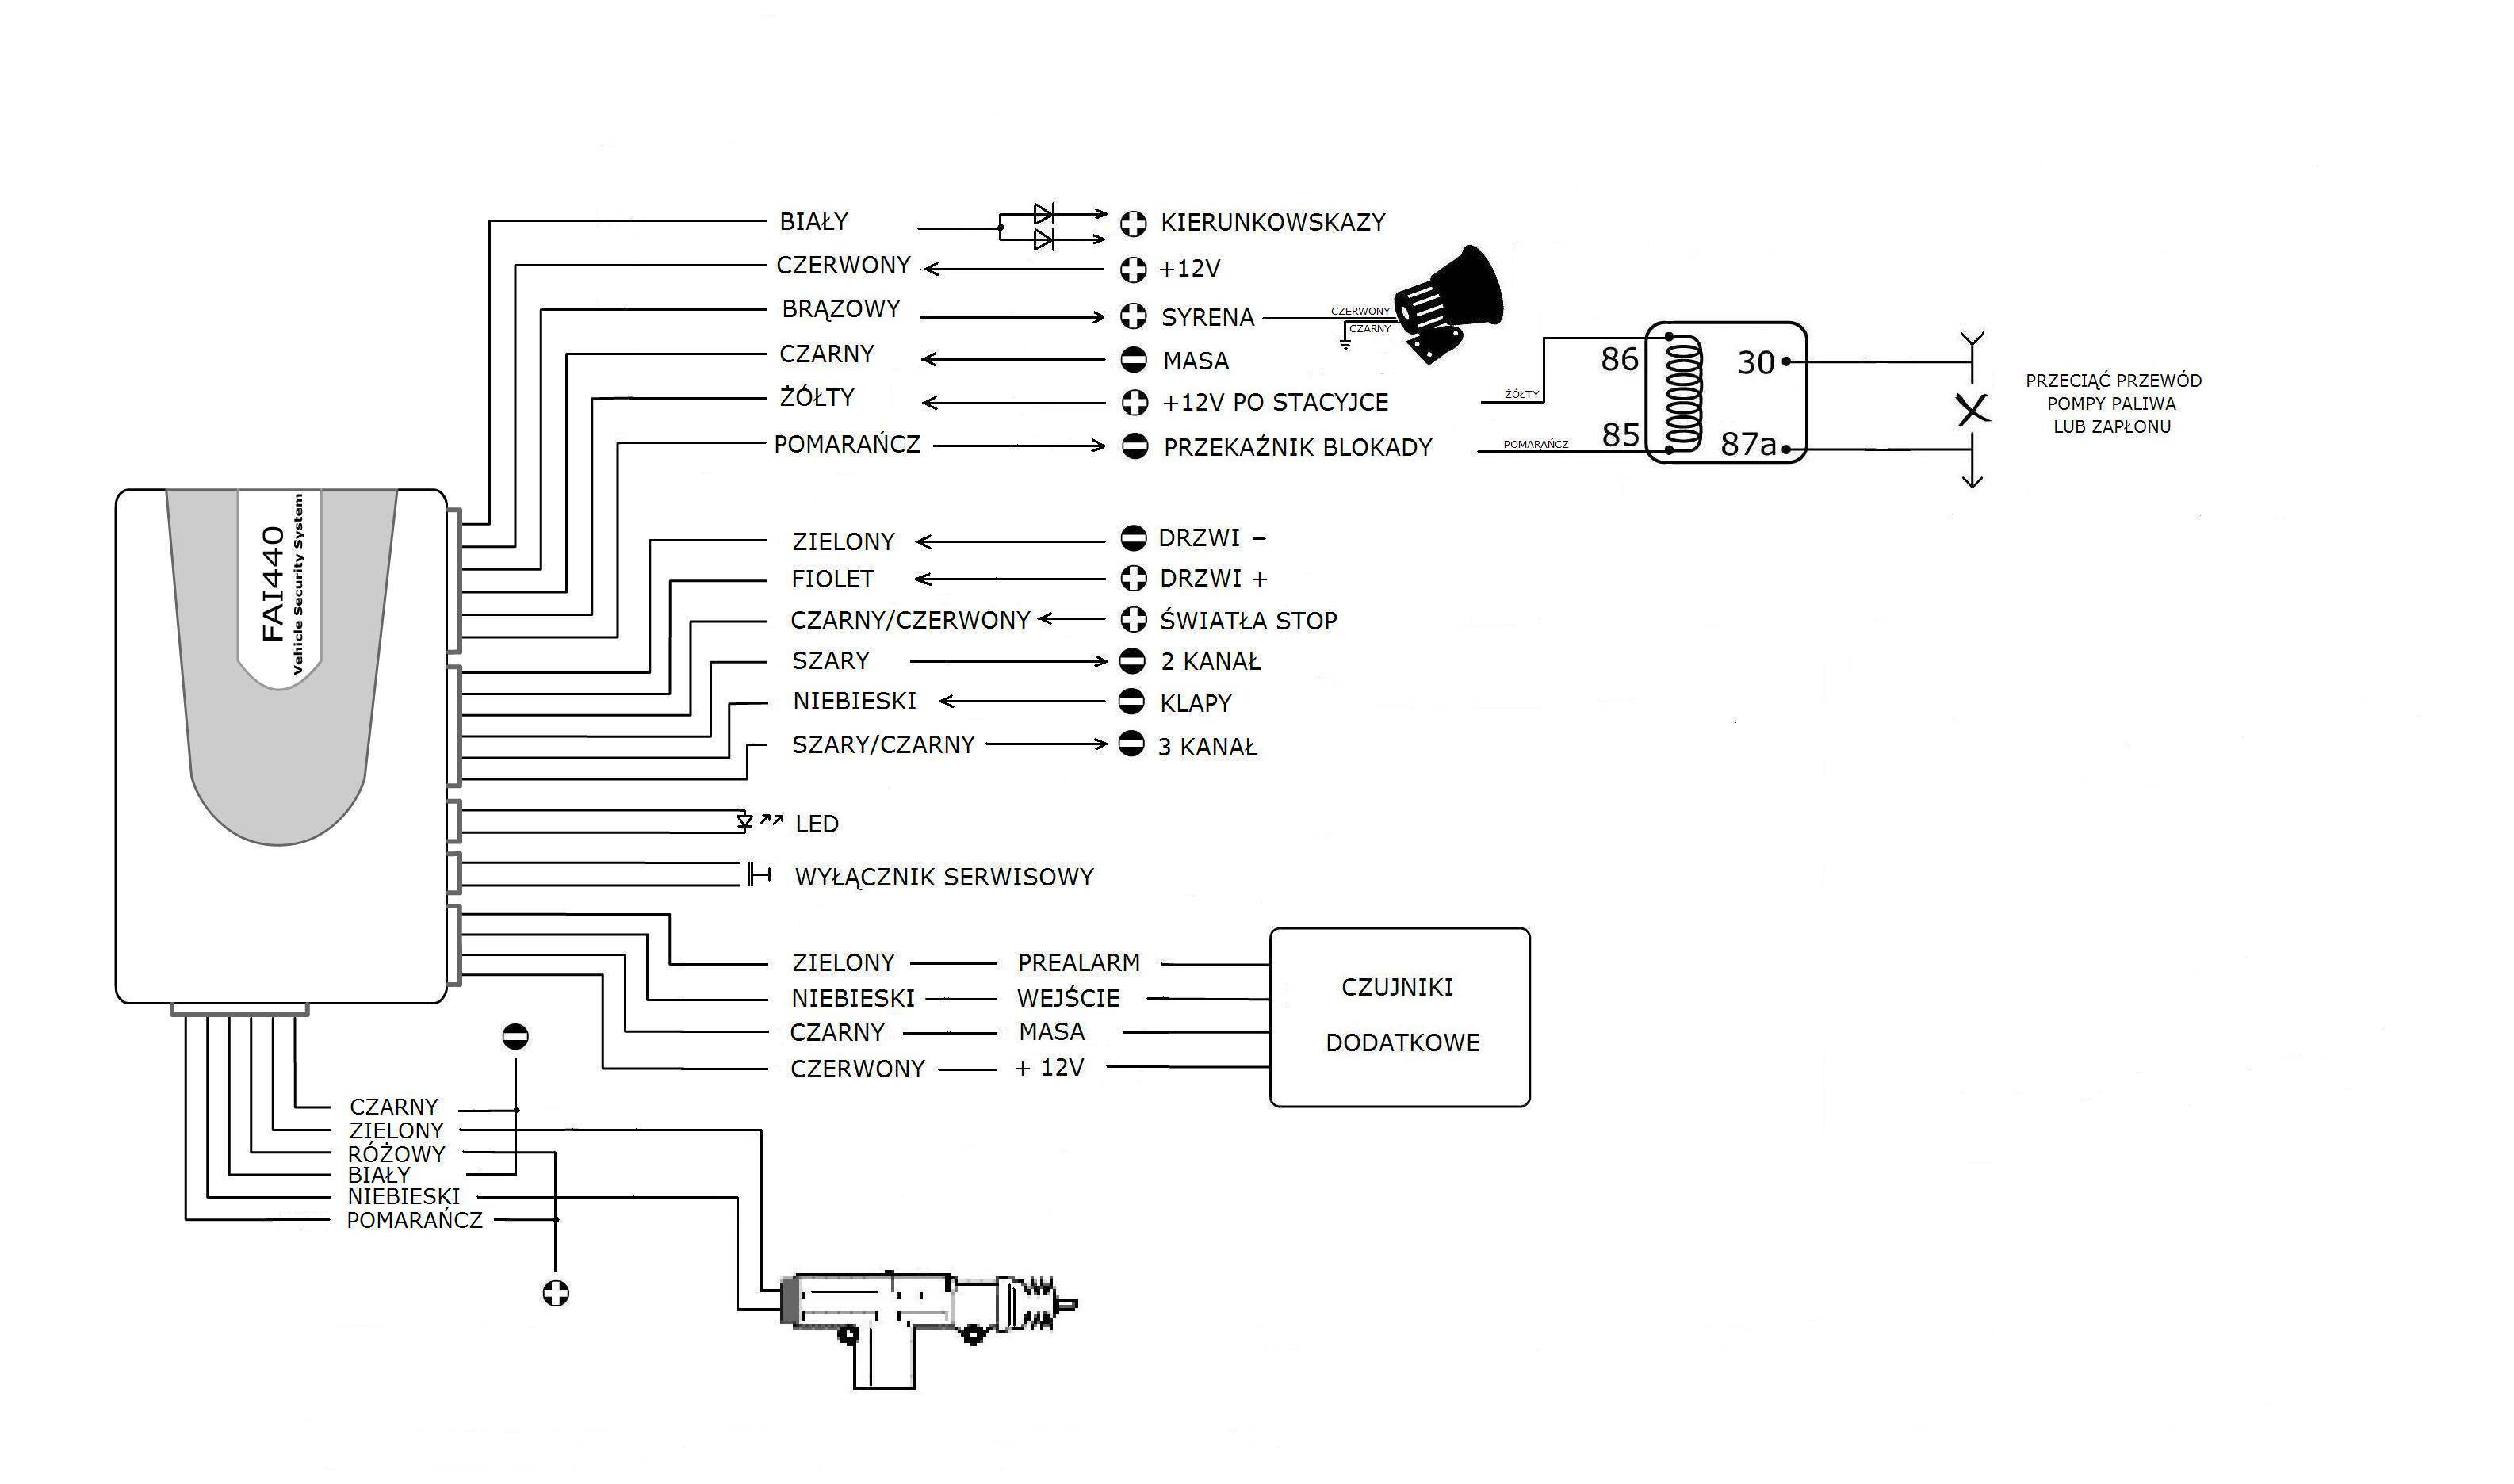 BIAŁY KIERUNKOWSKAZY
CZERWONY +12V
BRĄZOWY SYRENA CZERWONY
CZARNY
CZARNY MASA
ŻÓŁTY +12V PO STACYJCE ŻÓŁTY
POMARAŃCZ PRZEKAŹNIK BLOKADY POMARAŃCZ
86 30
85 87a
PRZECIĄĆ PRZEWÓD
POMPY PALIWA
LUB ZAPŁONU
FAI440
Vehicle Security System
ZIELONY DRZWI –
FIOLET DRZWI +
CZARNY/CZERWONY ŚWIATŁA STOP
SZARY 2 KANAŁ
NIEBIESKI KLAPY
SZARY/CZARNY 3 KANAŁ
LED
WYŁĄCZNIK SERWISOWY
ZIELONY PREALARM
NIEBIESKI WEJŚCIE
CZARNY MASA
CZERWONY + 12V
CZUJNIKI
DODATKOWE
CZARNY
ZIELONY
RÓŻOWY
BIAŁY
NIEBIESKI
POMARAŃCZ